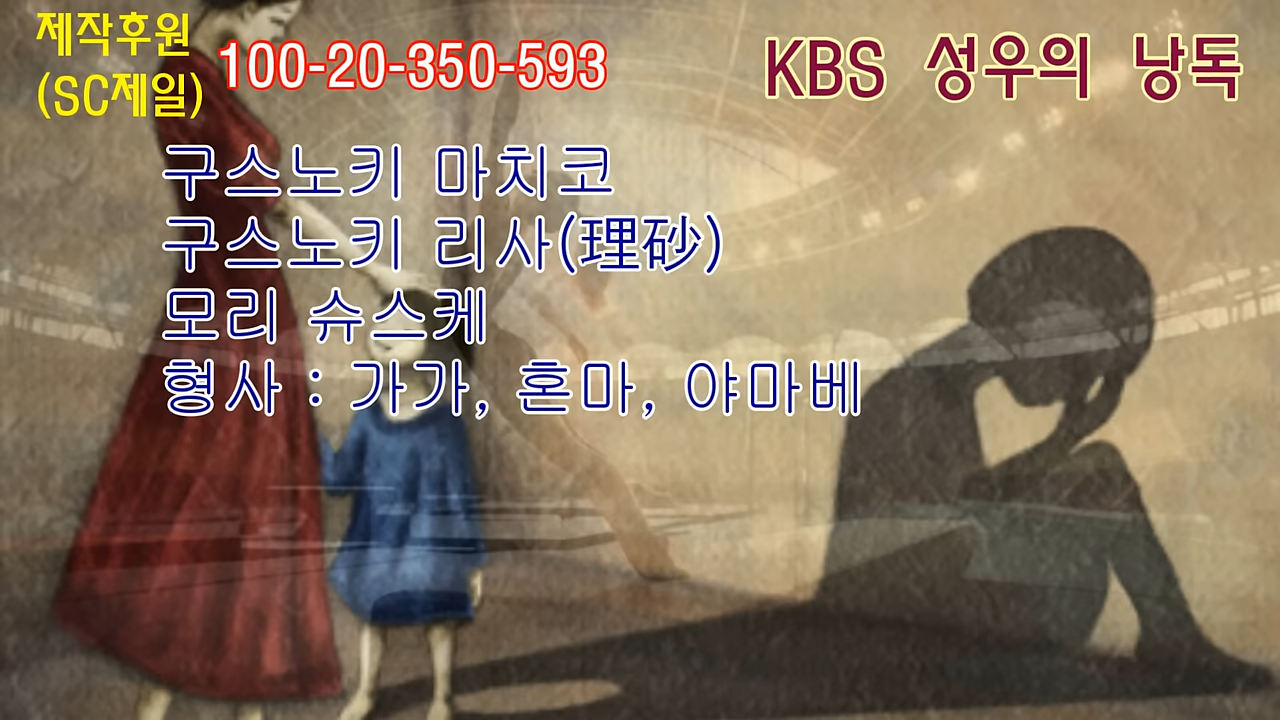 제작후원
(SC제일)
100-20-350-593
KBS 성우의 낭독
구스노키 마치코
구스노키 리사(理砂)
모리 슈스케
형사 : 가가, 혼마, 야마베